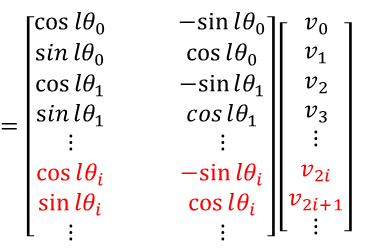 cos lθ₀ −sin lθ₀ v₀
sin lθ₀ cos lθ₀ v₁
cos lθ₁ −sin lθ₁ v₂
sin lθ₁ cos lθ₁ v₃
= ⋮ ⋮ ⋮
cos lθᵢ −sin lθᵢ v₂ᵢ
sin lθᵢ cos lθᵢ v₂ᵢ₊₁
⋮ ⋮ ⋮